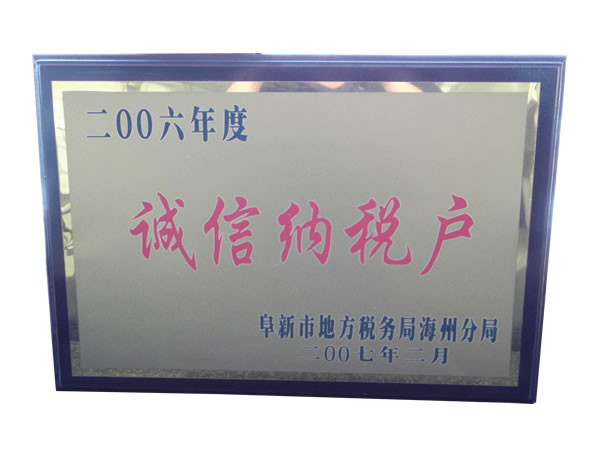 二00六年度
诚信纳税户
阜新市地方税务局海州分局
二00七年二月